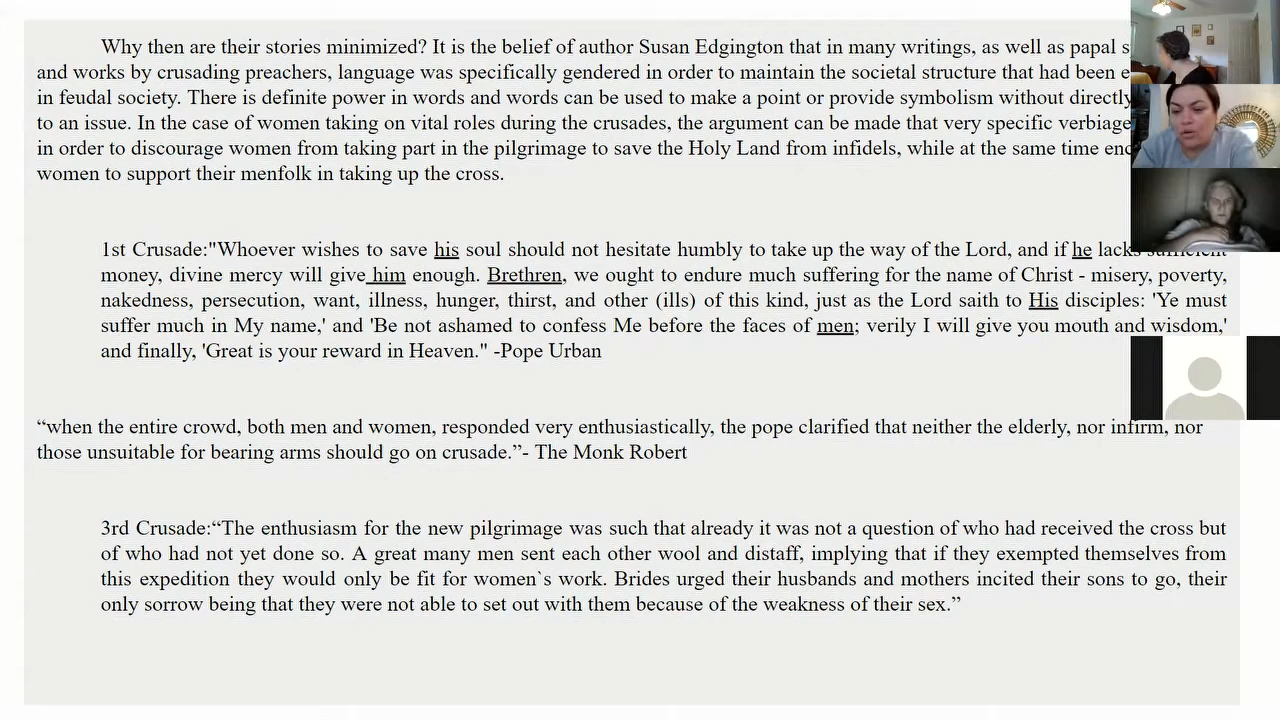 Why then are their stories minimized? It is the belief of author Susan Edgington that in many writings, as well as papal
and works by crusading preachers, language was specifically gendered in order to maintain the societal structure that had been
in feudal society. There is definite power in words and words can be used to make a point or provide symbolism without directly
to an issue. In the case of women taking on vital roles during the crusades, the argument can be made that very specific verbiage
in order to discourage women from taking part in the pilgrimage to save the Holy Land from infidels, while at the same time
women to support their menfolk in taking up the cross.
1st Crusade:"Whoever wishes to save his soul should not hesitate humbly to take up the way of the Lord, and if he lacks sufficient
money, divine mercy will give him enough. Brethren, we ought to endure much suffering for the name of Christ - misery, poverty,
nakedness, persecution, want, illness, hunger, thirst, and other (ills) of this kind, just as the Lord saith to His disciples: 'Ye must
suffer much in My name,' and 'Be not ashamed to confess Me before the faces of men; verily I will give you mouth and wisdom,'
and finally, 'Great is your reward in Heaven." -Pope Urban
“when the entire crowd, both men and women, responded very enthusiastically, the pope clarified that neither the elderly, nor infirm, nor
those unsuitable for bearing arms should go on crusade.”- The Monk Robert
3rd Crusade:“The enthusiasm for the new pilgrimage was such that already it was not a question of who had received the cross but
of who had not yet done so. A great many men sent each other wool and distaff, implying that if they exempted themselves from
this expedition they would only be fit for women`s work. Brides urged their husbands and mothers incited their sons to go, their
only sorrow being that they were not able to set out with them because of the weakness of their sex.”